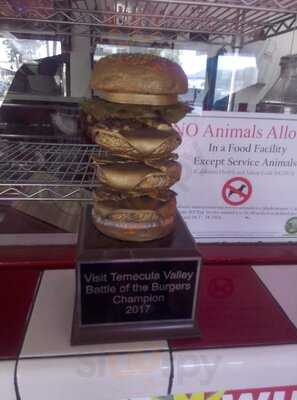 NO Animals Allo
In a Food Facility
Except Service Animals
Visit Temecula Valley
Battle of the Burgers
Champion
2017